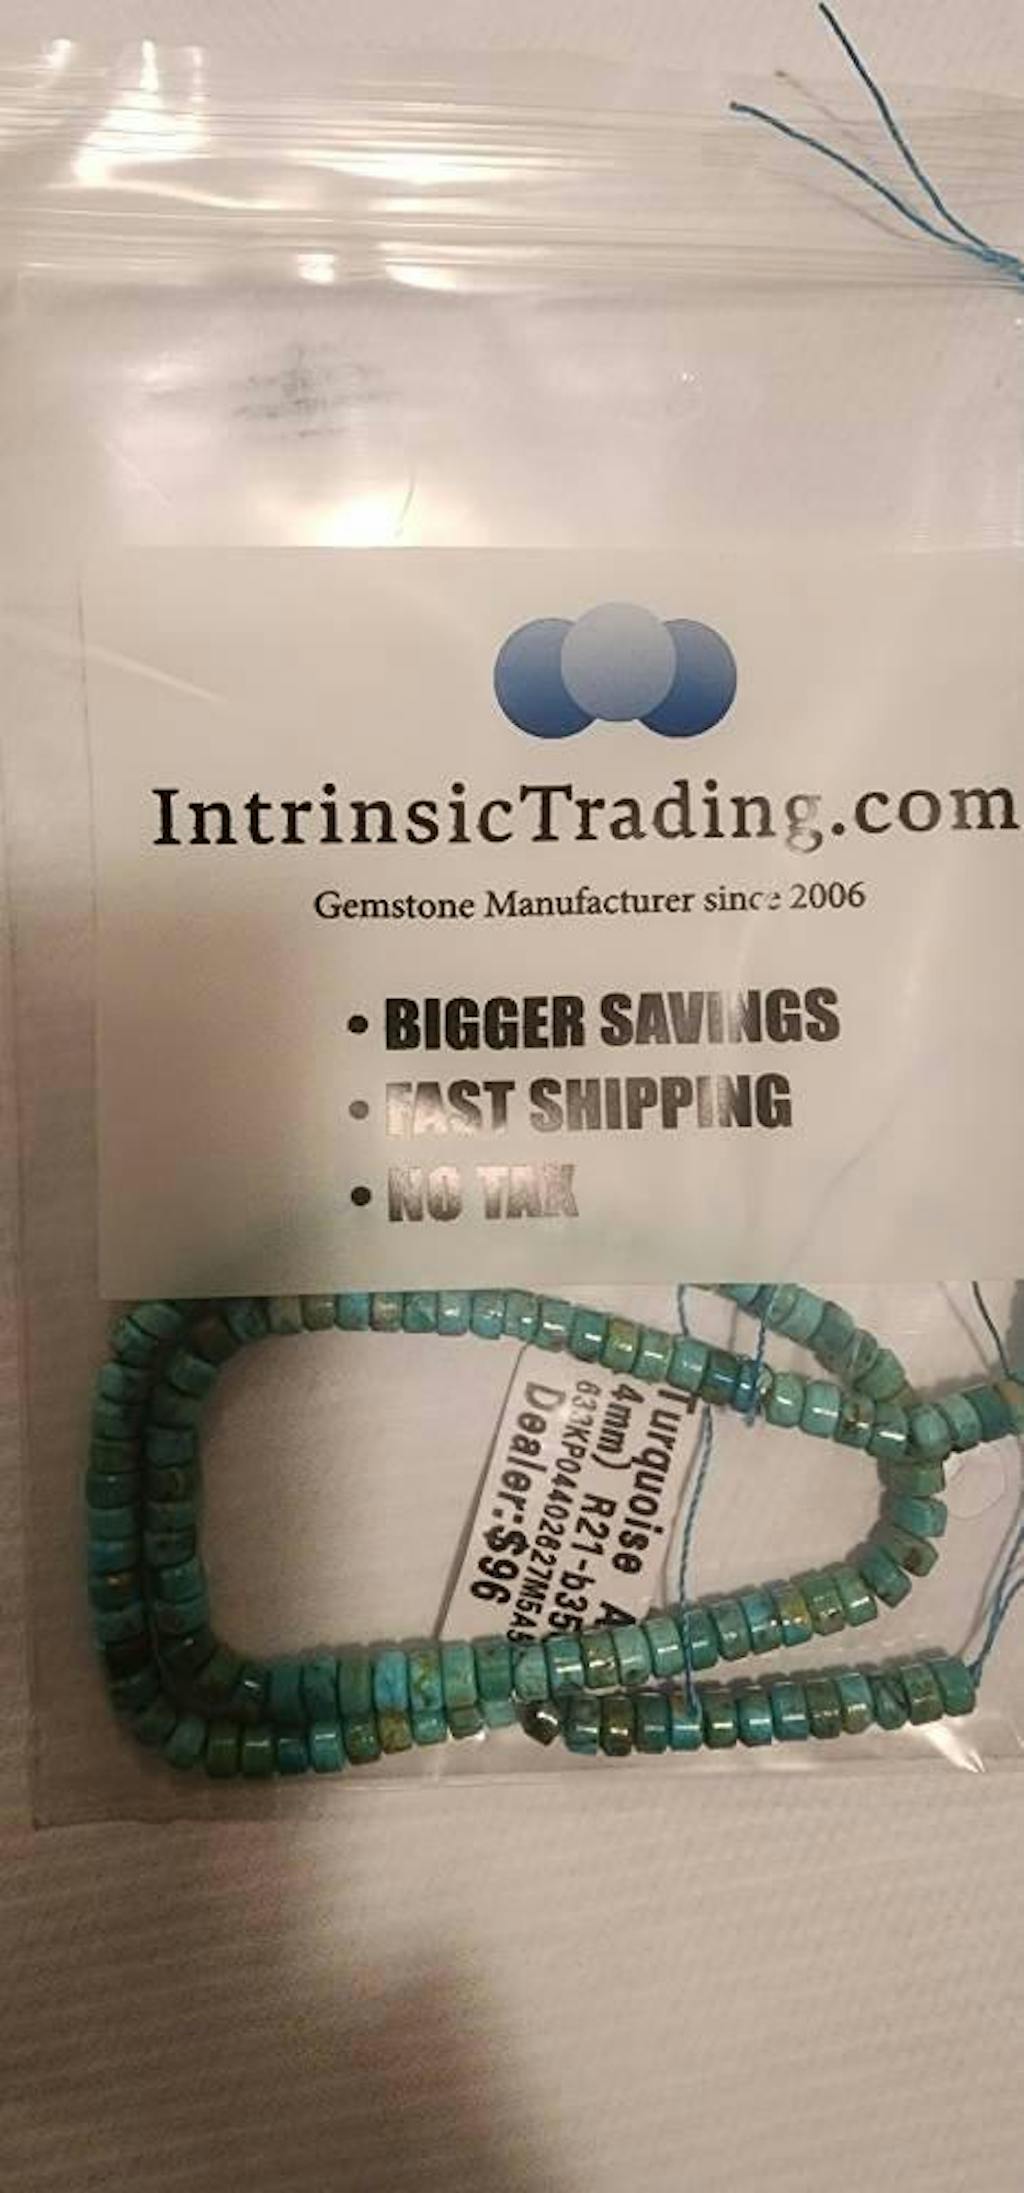 IntrinsicTrading.com
Gemstone Manufacturer since 2006
• BIGGER SAVINGS
• FAST SHIPPING
• NO TAX
Turquoise A
4mm) R21-b35
Dealer:$96